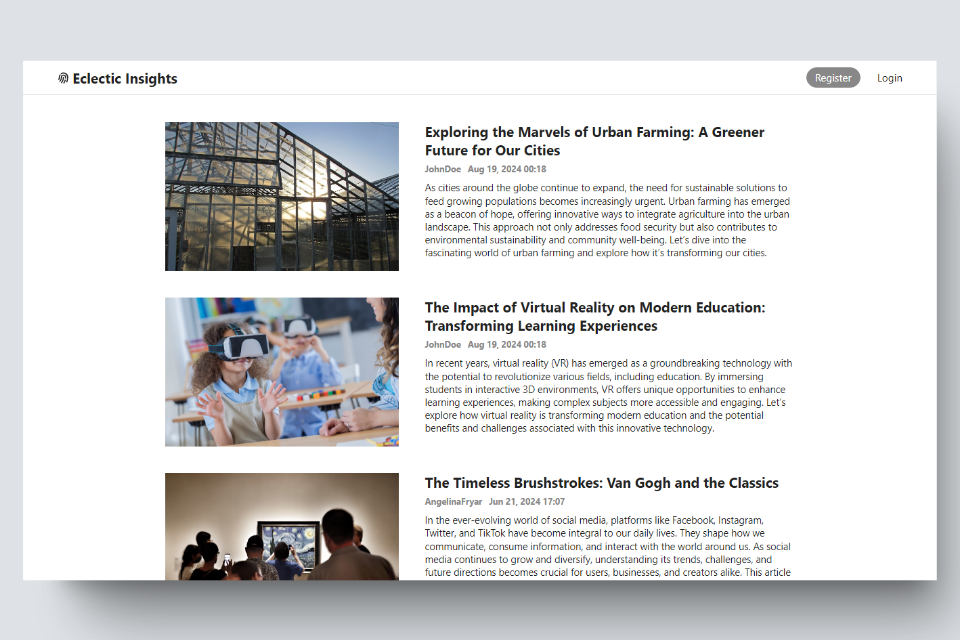 Eclectic Insights
Register
Login
Exploring the Marvels of Urban Farming: A Greener
Future for Our Cities
JohnDoe Aug 19, 2024 00:18
As cities around the globe continue to expand, the need for sustainable solutions to
feed growing populations becomes increasingly urgent. Urban farming has emerged
as a beacon of hope, offering innovative ways to integrate agriculture into the urban
landscape. This approach not only addresses food security but also contributes to
environmental sustainability and community well-being. Let's dive into the
fascinating world of urban farming and explore how it's transforming our cities.
The Impact of Virtual Reality on Modern Education:
Transforming Learning Experiences
JohnDoe Aug 19, 2024 00:18
In recent years, virtual reality (VR) has emerged as a groundbreaking technology with
the potential to revolutionize various fields, including education. By immersing
students in interactive 3D environments, VR offers unique opportunities to enhance
learning experiences, making complex subjects more accessible and engaging. Let's
explore how virtual reality is transforming modern education and the potential
benefits and challenges associated with this innovative technology.
The Timeless Brushstrokes: Van Gogh and the Classics
AngelinaFryar Jun 21, 2024 17:07
In the ever-evolving world of social media, platforms like Facebook, Instagram,
Twitter, and TikTok have become integral to our daily lives. They shape how we
communicate, consume information, and interact with the world around us. As social
media continues to grow and diversify, understanding its trends, challenges, and
future directions becomes crucial for users, businesses, and creators alike. This article